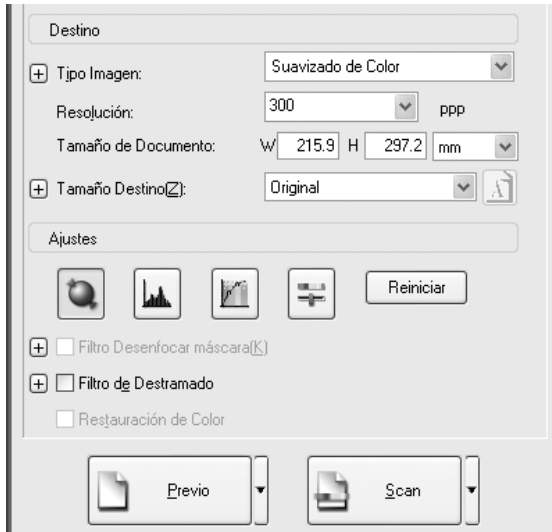 Destino
Tipo Imagen: Suavizado de Color
Resolución: 300 ppp
Tamaño de Documento: W 215.9 H 297.2 mm
Tamaño Destino(Z): Original
Ajustes
Reiniciar
Filtro Desenfocar máscara(K)
Filtro de Destramado
Restauración de Color
Previo Scan